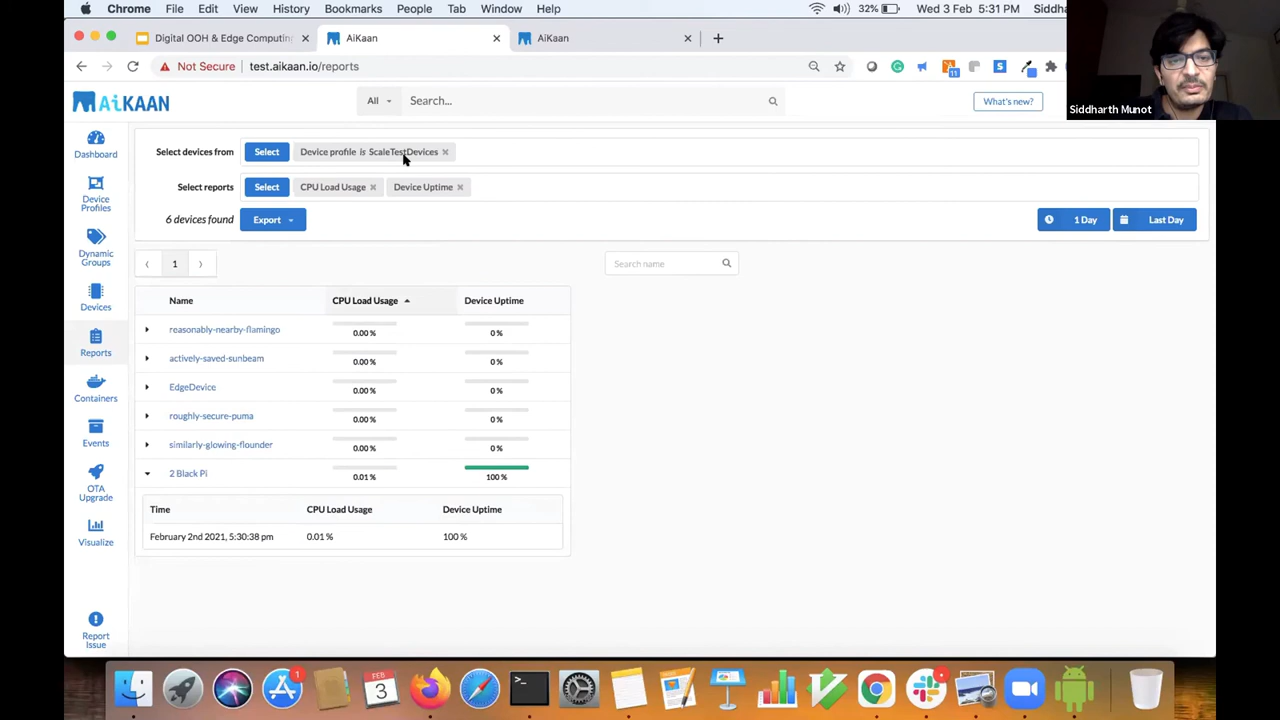 Chrome File Edit View History Bookmarks People Tab Window Help 32% Wed 3 Feb 5:31 PM Siddh
Digital OOH & Edge Computing AiKaan AiKaan
Not Secure test.aikaan.io/reports 11
Siddharth Munot
AiKAAN All Search... What's new?
Dashboard
Device Profiles
Dynamic Groups
Devices
Reports
Containers
Events
OTA Upgrade
Visualize
Report Issue
Select devices from Select Device profile is ScaleTestDevices
Select reports Select CPU Load Usage Device Uptime
6 devices found Export 1 Day Last Day
1 Search name
Name CPU Load Usage Device Uptime
reasonably-nearby-flamingo 0.00 % 0 %
actively-saved-sunbeam 0.00 % 0 %
EdgeDevice 0.00 % 0 %
roughly-secure-puma 0.00 % 0 %
similarly-glowing-flounder 0.00 % 0 %
2 Black Pi 0.01 % 100 %
Time CPU Load Usage Device Uptime
February 2nd 2021, 5:30:38 pm 0.01 % 100 %
1 FEB 3